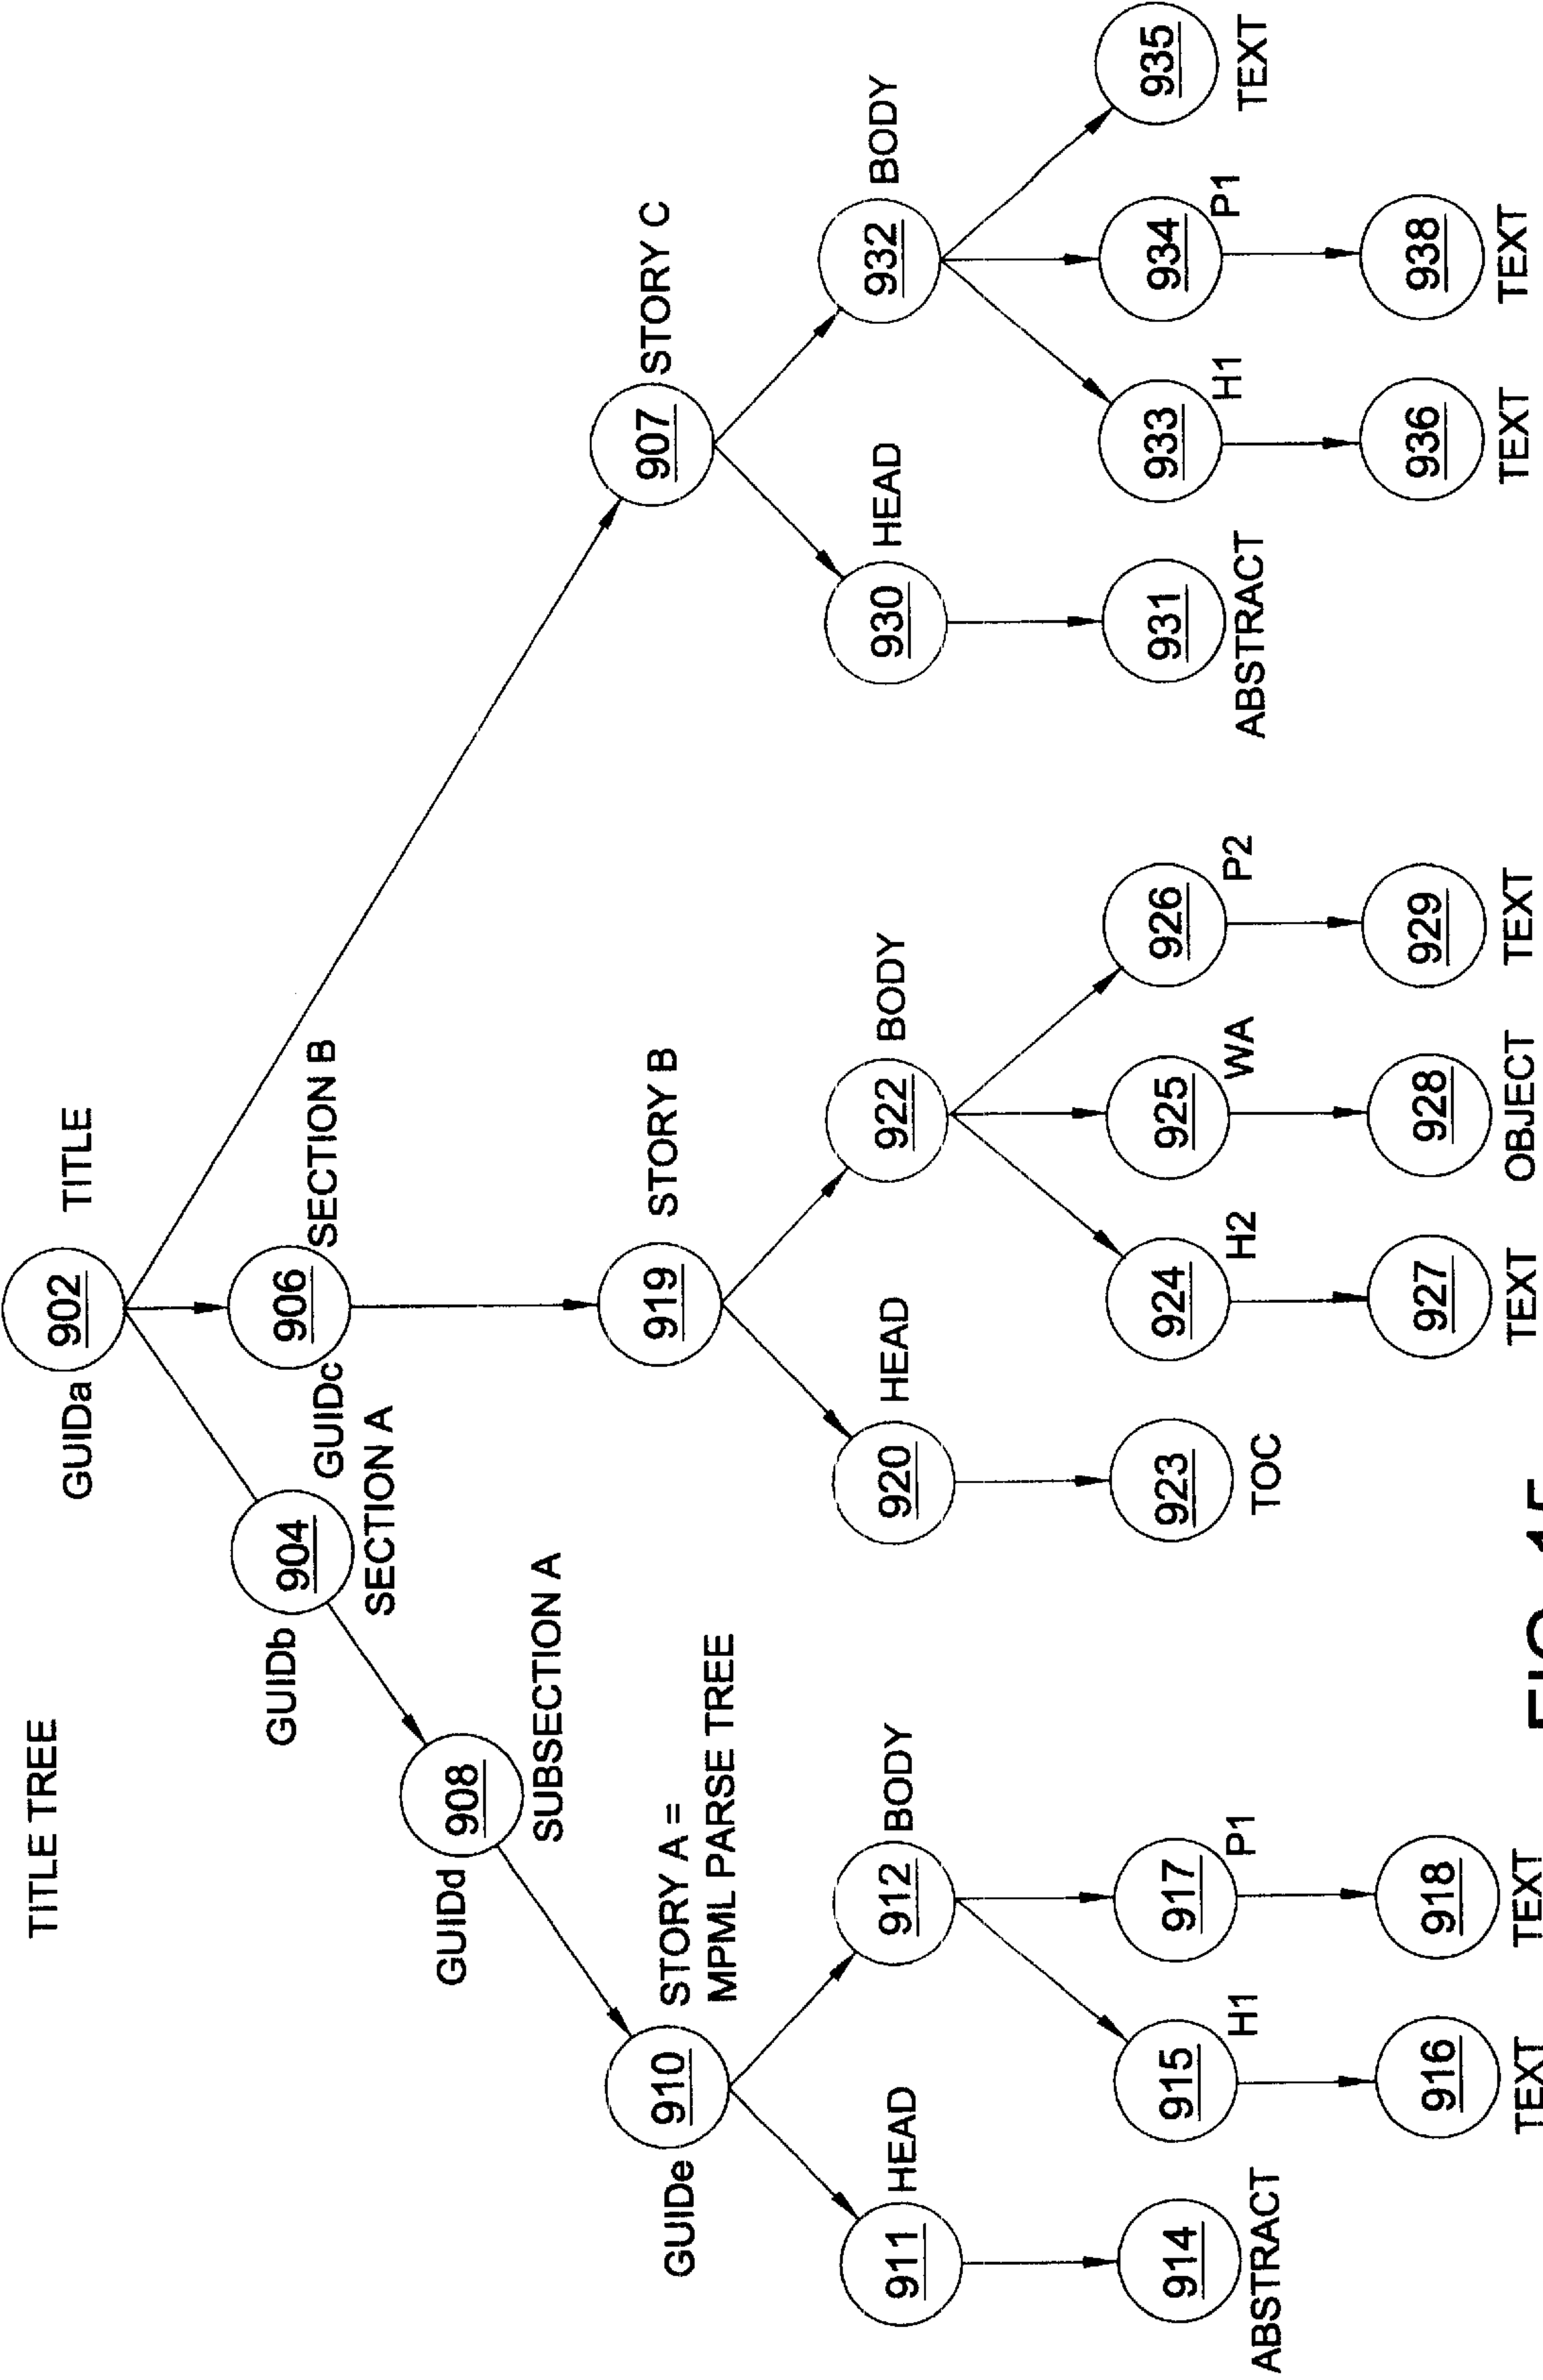 TITLE TREE
GUIDa
902
TITLE
GUIDb
904
SECTION A
GUIDc
906
SECTION B
GUIDd
908
SUBSECTION A
GUIDe
910
STORY A =
MPML PARSE TREE
919
STORY B
907
STORY C
911
HEAD
912
BODY
920
HEAD
922
BODY
930
HEAD
932
BODY
914
ABSTRACT
915
H1
917
P1
923
TOC
924
H2
925
WA
926
P2
931
ABSTRACT
933
H1
934
P1
935
TEXT
916
TEXT
918
TEXT
927
TEXT
928
OBJECT
929
TEXT
936
TEXT
938
TEXT
FIG. 15